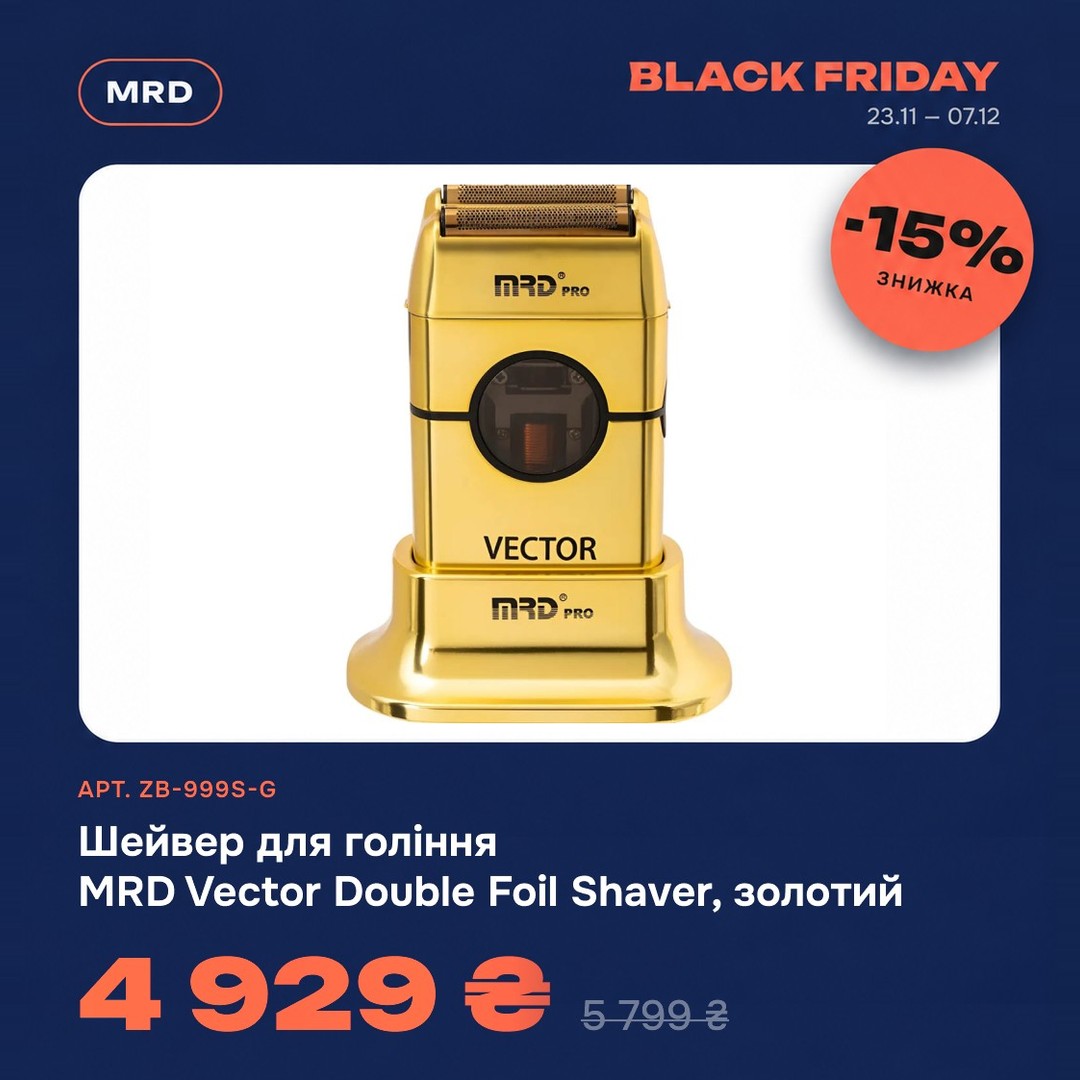 MRD
BLACK FRIDAY
23.11 – 07.12
-15%
ЗНИЖКА
MRD® PRO
VECTOR
MRD® PRO
АРТ. ZB-999S-G
Шейвер для гоління
MRD Vector Double Foil Shaver, золотий
4 929 ₴
5 799 ₴